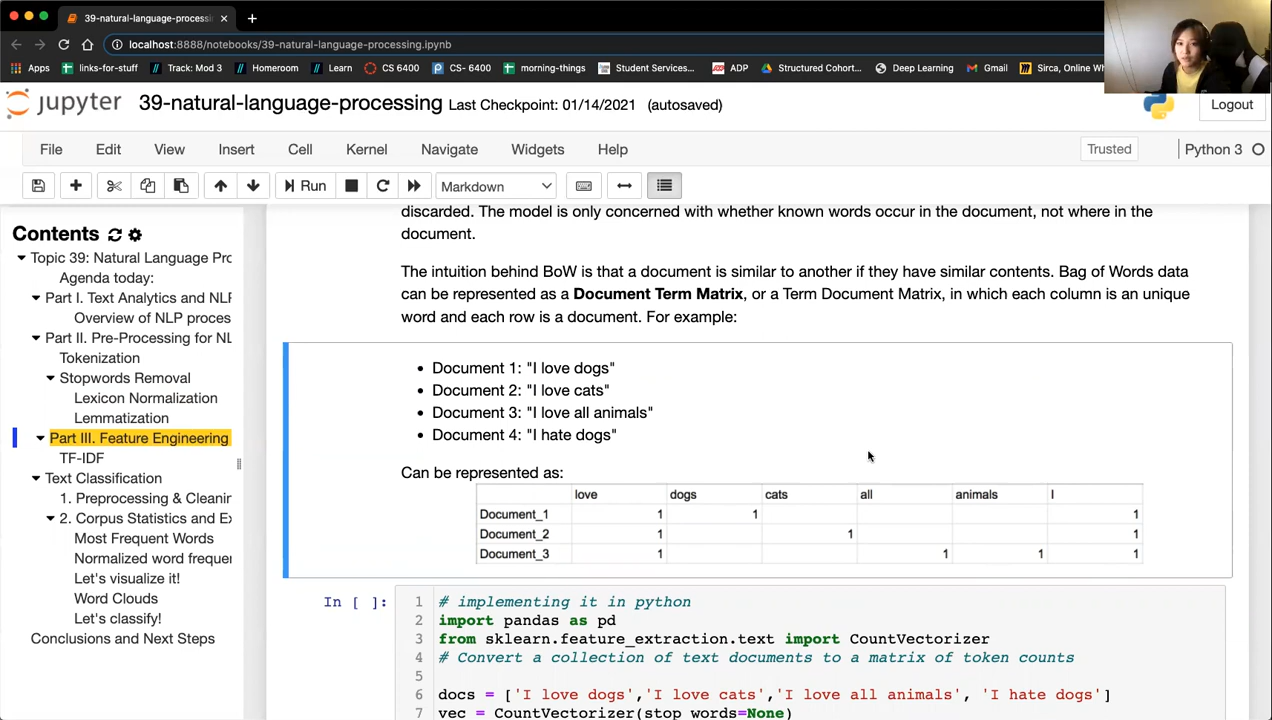 39-natural-language-processi
localhost:8888/notebooks/39-natural-language-processing.ipynb
Apps links-for-stuff Track: Mod 3 Homeroom Learn CS 6400 CS- 6400 morning-things Student Services... ADP Structured Cohort... Deep Learning Gmail Sirca, Online Wh
jupyter 39-natural-language-processing Last Checkpoint: 01/14/2021 (autosaved) Logout
File Edit View Insert Cell Kernel Navigate Widgets Help Trusted Python 3
Run Markdown
Contents
Topic 39: Natural Language Pro
Agenda today:
Part I. Text Analytics and NLP
Overview of NLP proces
Part II. Pre-Processing for NL
Tokenization
Stopwords Removal
Lexicon Normalization
Lemmatization
Part III. Feature Engineering
TF-IDF
Text Classification
1. Preprocessing & Cleanin
2. Corpus Statistics and Ex
Most Frequent Words
Normalized word frequen
Let's visualize it!
Word Clouds
Let's classify!
Conclusions and Next Steps
discarded. The model is only concerned with whether known words occur in the document, not where in the
document.
The intuition behind BoW is that a document is similar to another if they have similar contents. Bag of Words data
can be represented as a Document Term Matrix, or a Term Document Matrix, in which each column is an unique
word and each row is a document. For example:
Document 1: "I love dogs"
Document 2: "I love cats"
Document 3: "I love all animals"
Document 4: "I hate dogs"
Can be represented as:
love dogs cats all animals I
Document_1 1 1 1
Document_2 1 1 1
Document_3 1 1 1 1
In [ ]:
1 # implementing it in python
2 import pandas as pd
3 from sklearn.feature_extraction.text import CountVectorizer
4 # Convert a collection of text documents to a matrix of token counts
5
6 docs = ['I love dogs','I love cats','I love all animals', 'I hate dogs']
7 vec = CountVectorizer(stop_words=None)